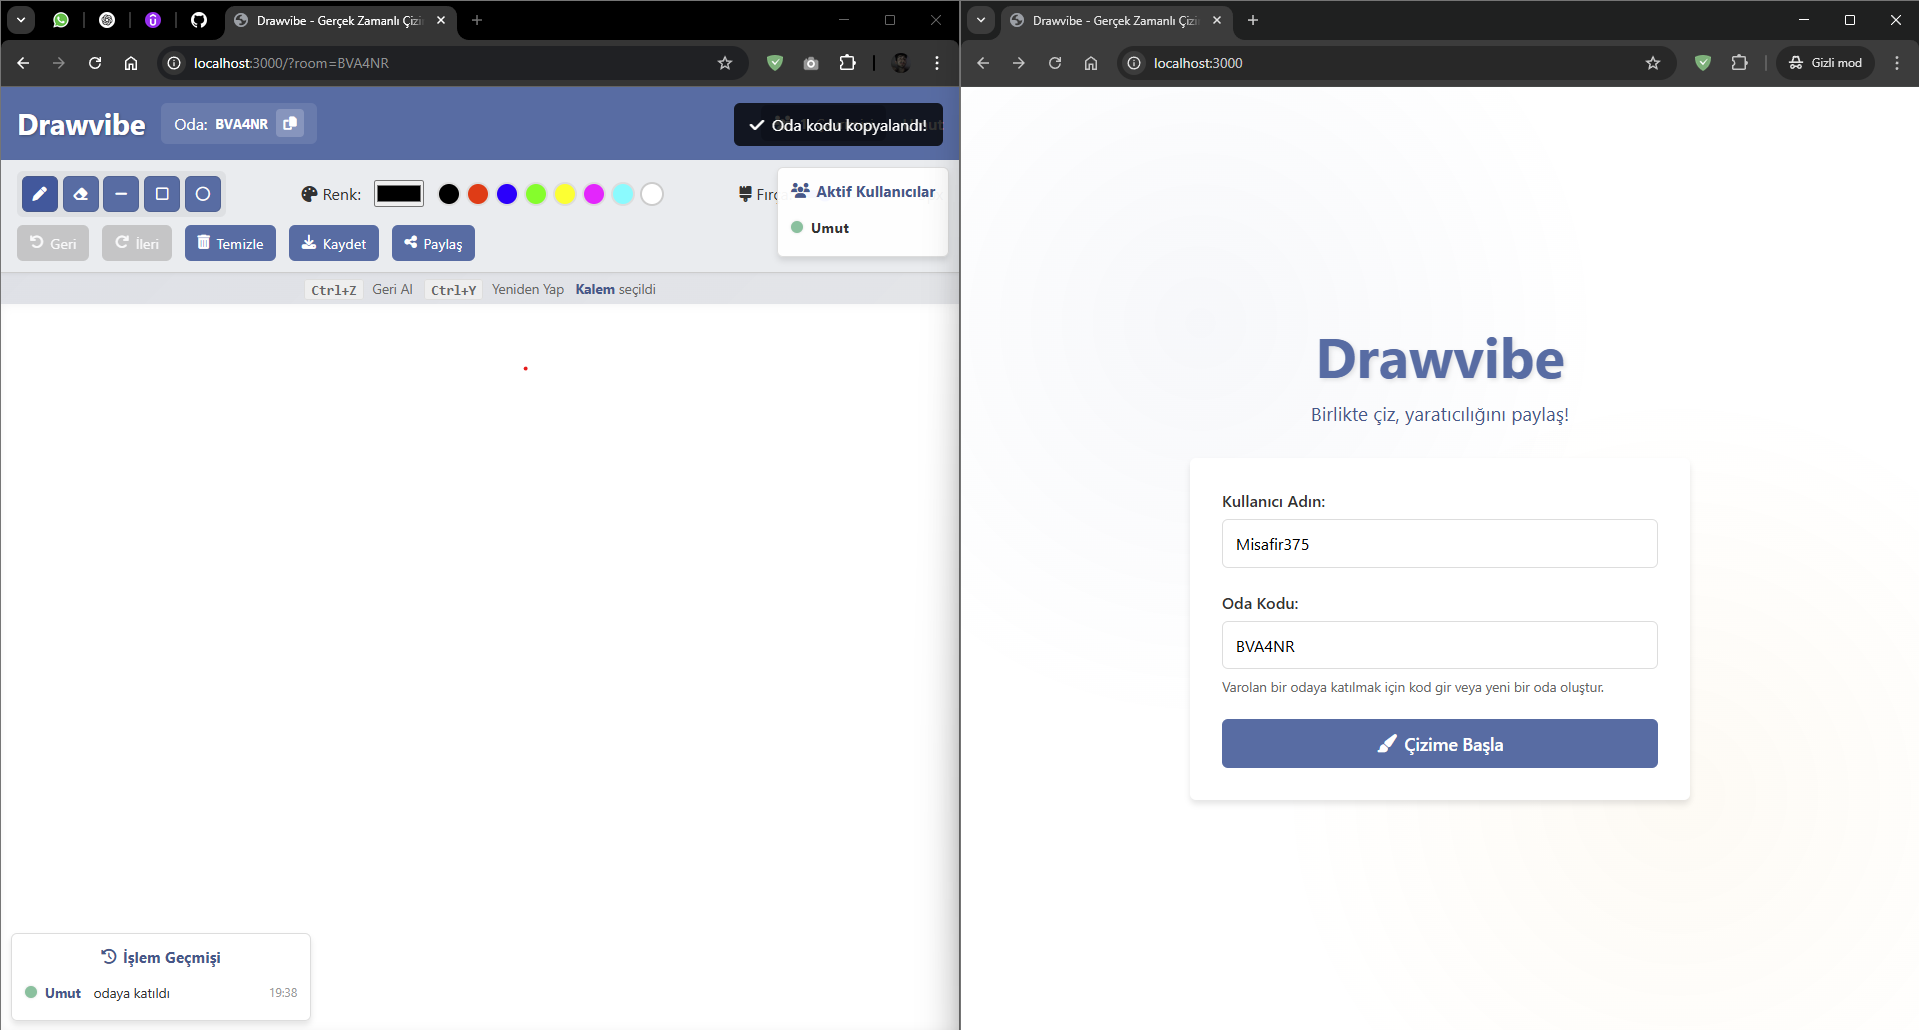 Drawvibe - Gerçek Zamanlı Çizi
localhost:3000/?room=BVA4NR
Drawvibe
Oda: BVA4NR
Oda kodu kopyalandı!
Renk:
Fırç
Aktif Kullanıcılar
Umut
Geri
İleri
Temizle
Kaydet
Paylaş
Ctrl+Z Geri Al Ctrl+Y Yeniden Yap Kalem seçildi
İşlem Geçmişi
Umut odaya katıldı 19:38
Drawvibe - Gerçek Zamanlı Çizi
localhost:3000
Gizli mod
Drawvibe
Birlikte çiz, yaratıcılığını paylaş!
Kullanıcı Adın:
Misafir375
Oda Kodu:
BVA4NR
Varolan bir odaya katılmak için kod gir veya yeni bir oda oluştur.
Çizime Başla